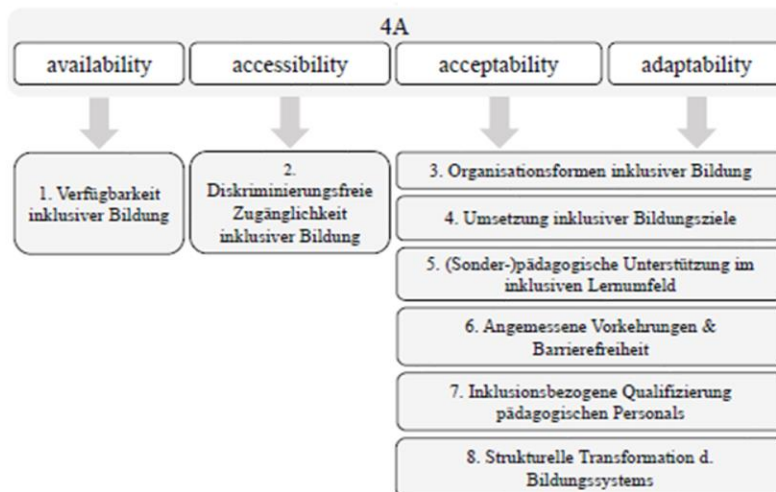 4A
availability
accessibility
acceptability
adaptability
1. Verfügbarkeit
inklusiver Bildung
2.
Diskriminierungsfreie
Zugänglichkeit
inklusiver Bildung
3. Organisationsformen inklusiver Bildung
4. Umsetzung inklusiver Bildungsziele
5. (Sonder-)pädagogische Unterstützung im
inklusiven Lernumfeld
6. Angemessene Vorkehrungen &
Barrierefreiheit
7. Inklusionsbezogene Qualifizierung
pädagogischen Personals
8. Strukturelle Transformation d.
Bildungssystems